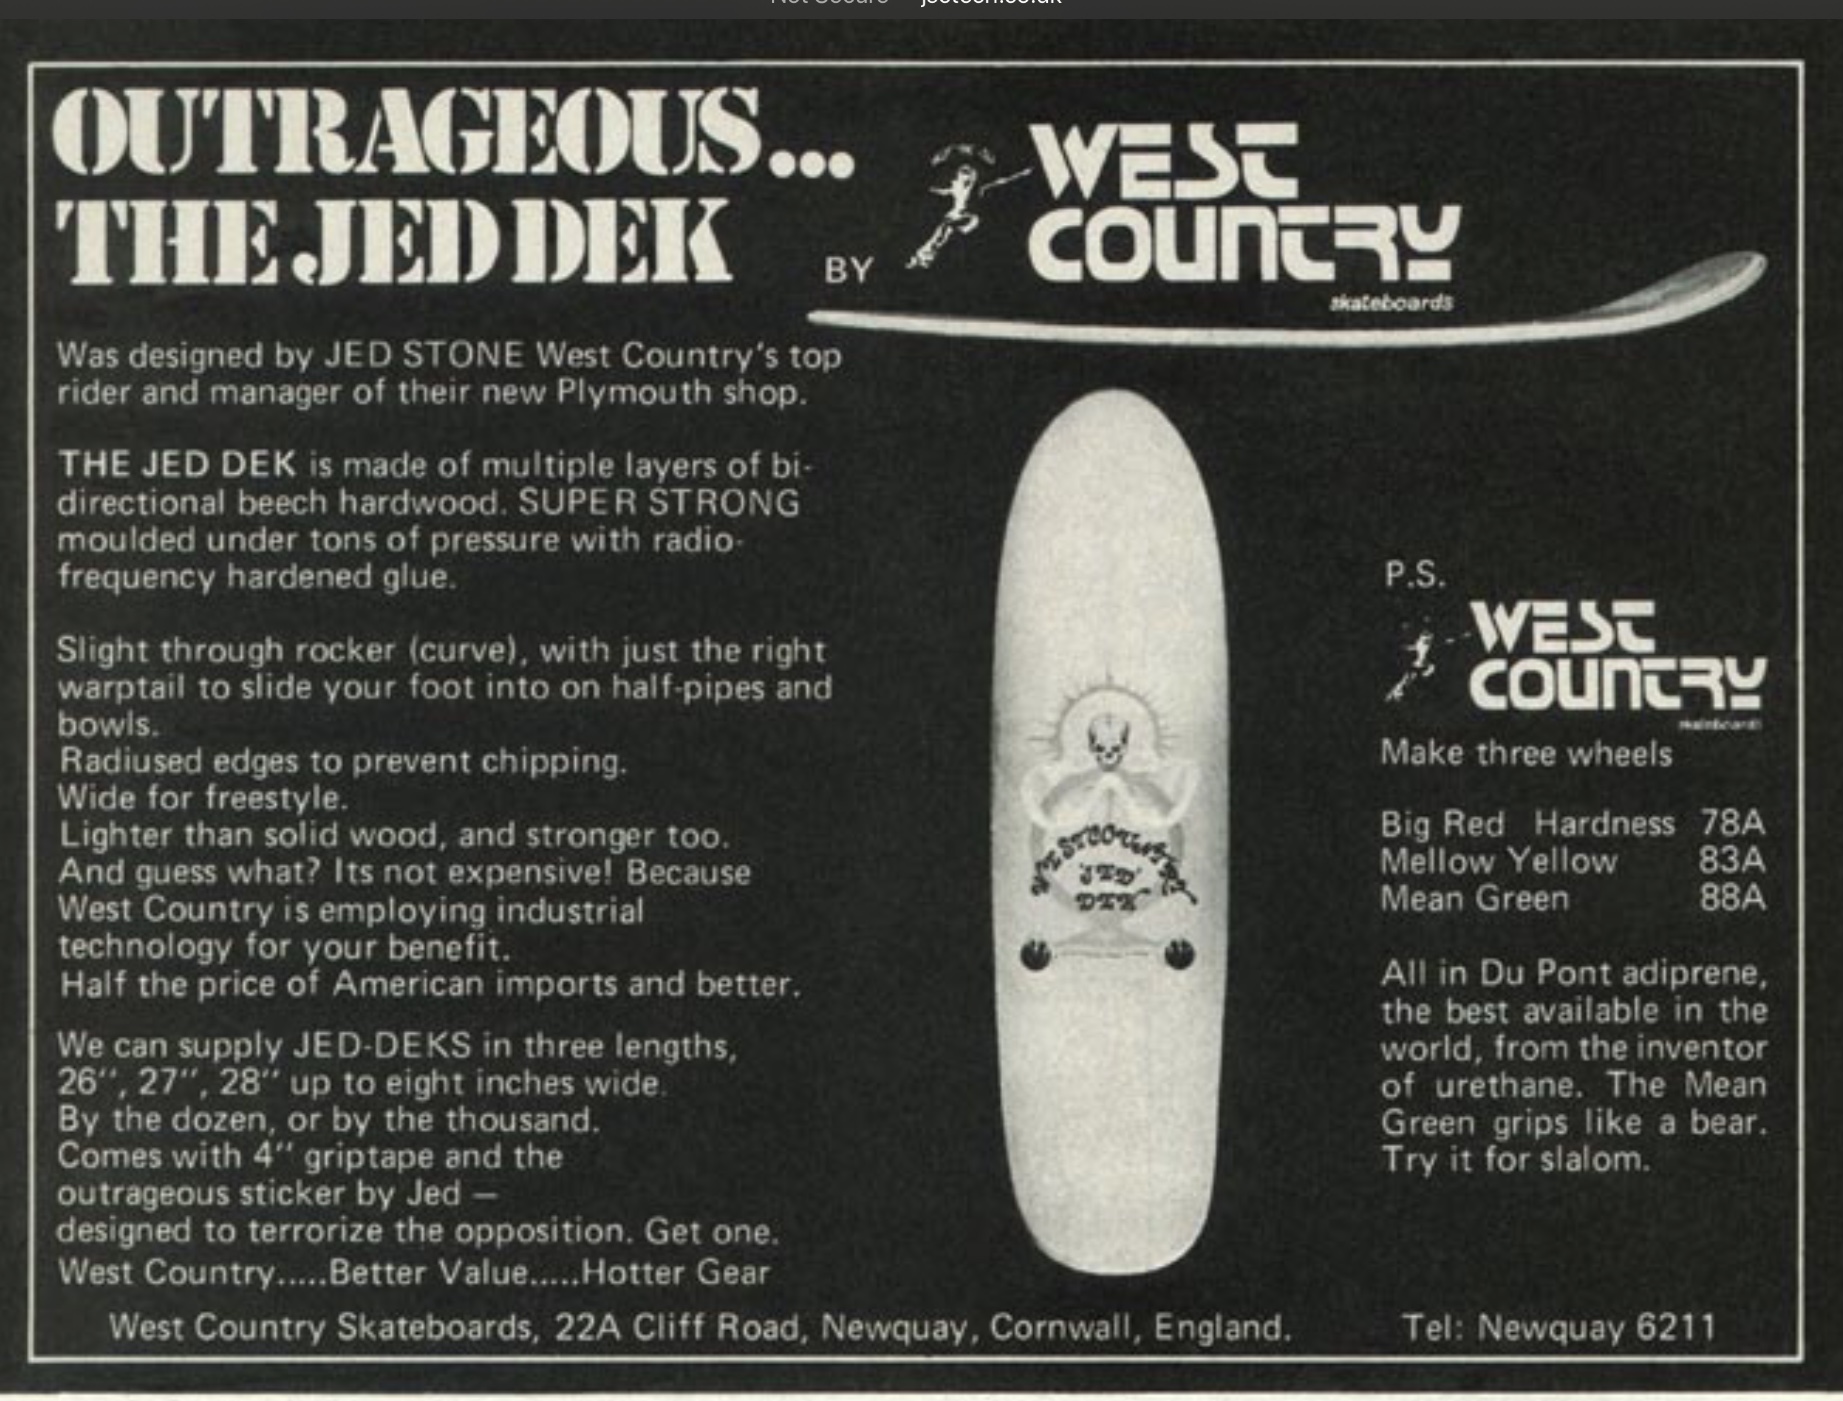 OUTRAGEOUS...
THE JED DEK
BY
WEST
COUNTRY
skateboards
Was designed by JED STONE West Country's top
rider and manager of their new Plymouth shop.
THE JED DEK is made of multiple layers of bi-
directional beech hardwood. SUPER STRONG
moulded under tons of pressure with radio-
frequency hardened glue.
Slight through rocker (curve), with just the right
warptail to slide your foot into on half-pipes and
bowls.
Radiused edges to prevent chipping.
Wide for freestyle.
Lighter than solid wood, and stronger too.
And guess what? Its not expensive! Because
West Country is employing industrial
technology for your benefit.
Half the price of American imports and better.
We can supply JED-DEKS in three lengths,
26'', 27'', 28'' up to eight inches wide.
By the dozen, or by the thousand.
Comes with 4'' griptape and the
outrageous sticker by Jed —
designed to terrorize the opposition. Get one.
West Country.....Better Value.....Hotter Gear
WESTCOUNTRY
'JED'
DEK
P.S.
WEST
COUNTRY
skateboards
Make three wheels
Big Red Hardness 78A
Mellow Yellow 83A
Mean Green 88A
All in Du Pont adiprene,
the best available in the
world, from the inventor
of urethane. The Mean
Green grips like a bear.
Try it for slalom.
West Country Skateboards, 22A Cliff Road, Newquay, Cornwall, England. Tel: Newquay 6211